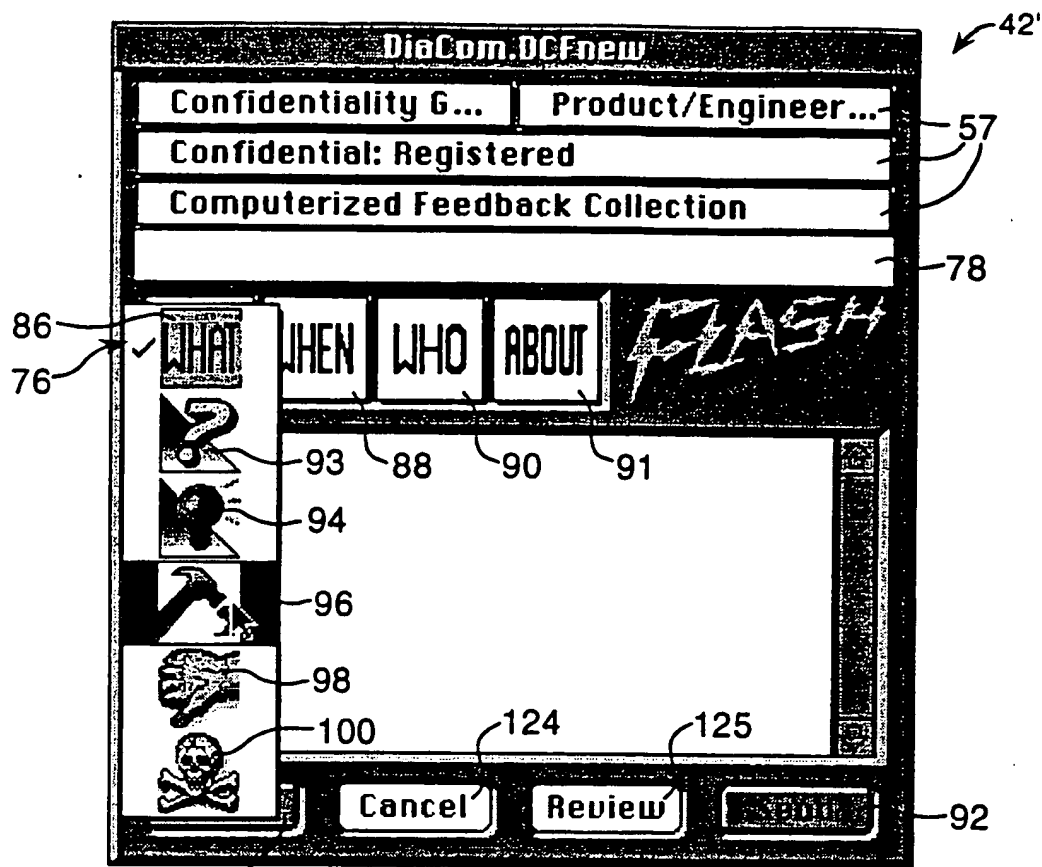 42'
DiaCom.DCFnew
Confidentiality G... Product/Engineer...
57
Confidential: Registered
Computerized Feedback Collection
78
86 WHAT WHEN WHO ABOUT FLASH
76
93 88 90 91
94
96
98
100 124 125
Cancel Review Send 92